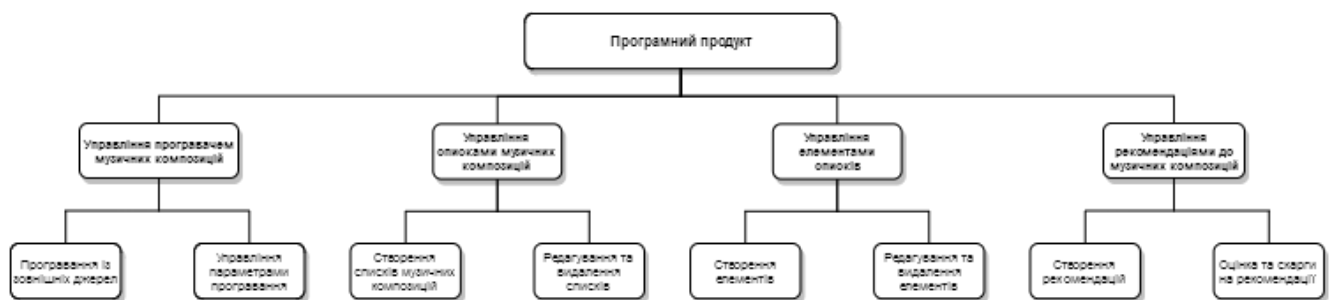 Програмний продукт
Управління програвачем
музичних композицій
Управління
списками музичних
композицій
Управління
елементами
списків
Управління
рекомендаціями до
музичних композицій
Програвання із
зовнішніх джерел
Управління
параметрами
програвання
Створення
списків музичних
композицій
Редагування та
видалення
списків
Створення
елементів
Редагування та
видалення
елементів
Створення
рекомендацій
Оцінка та скарги
на рекомендації